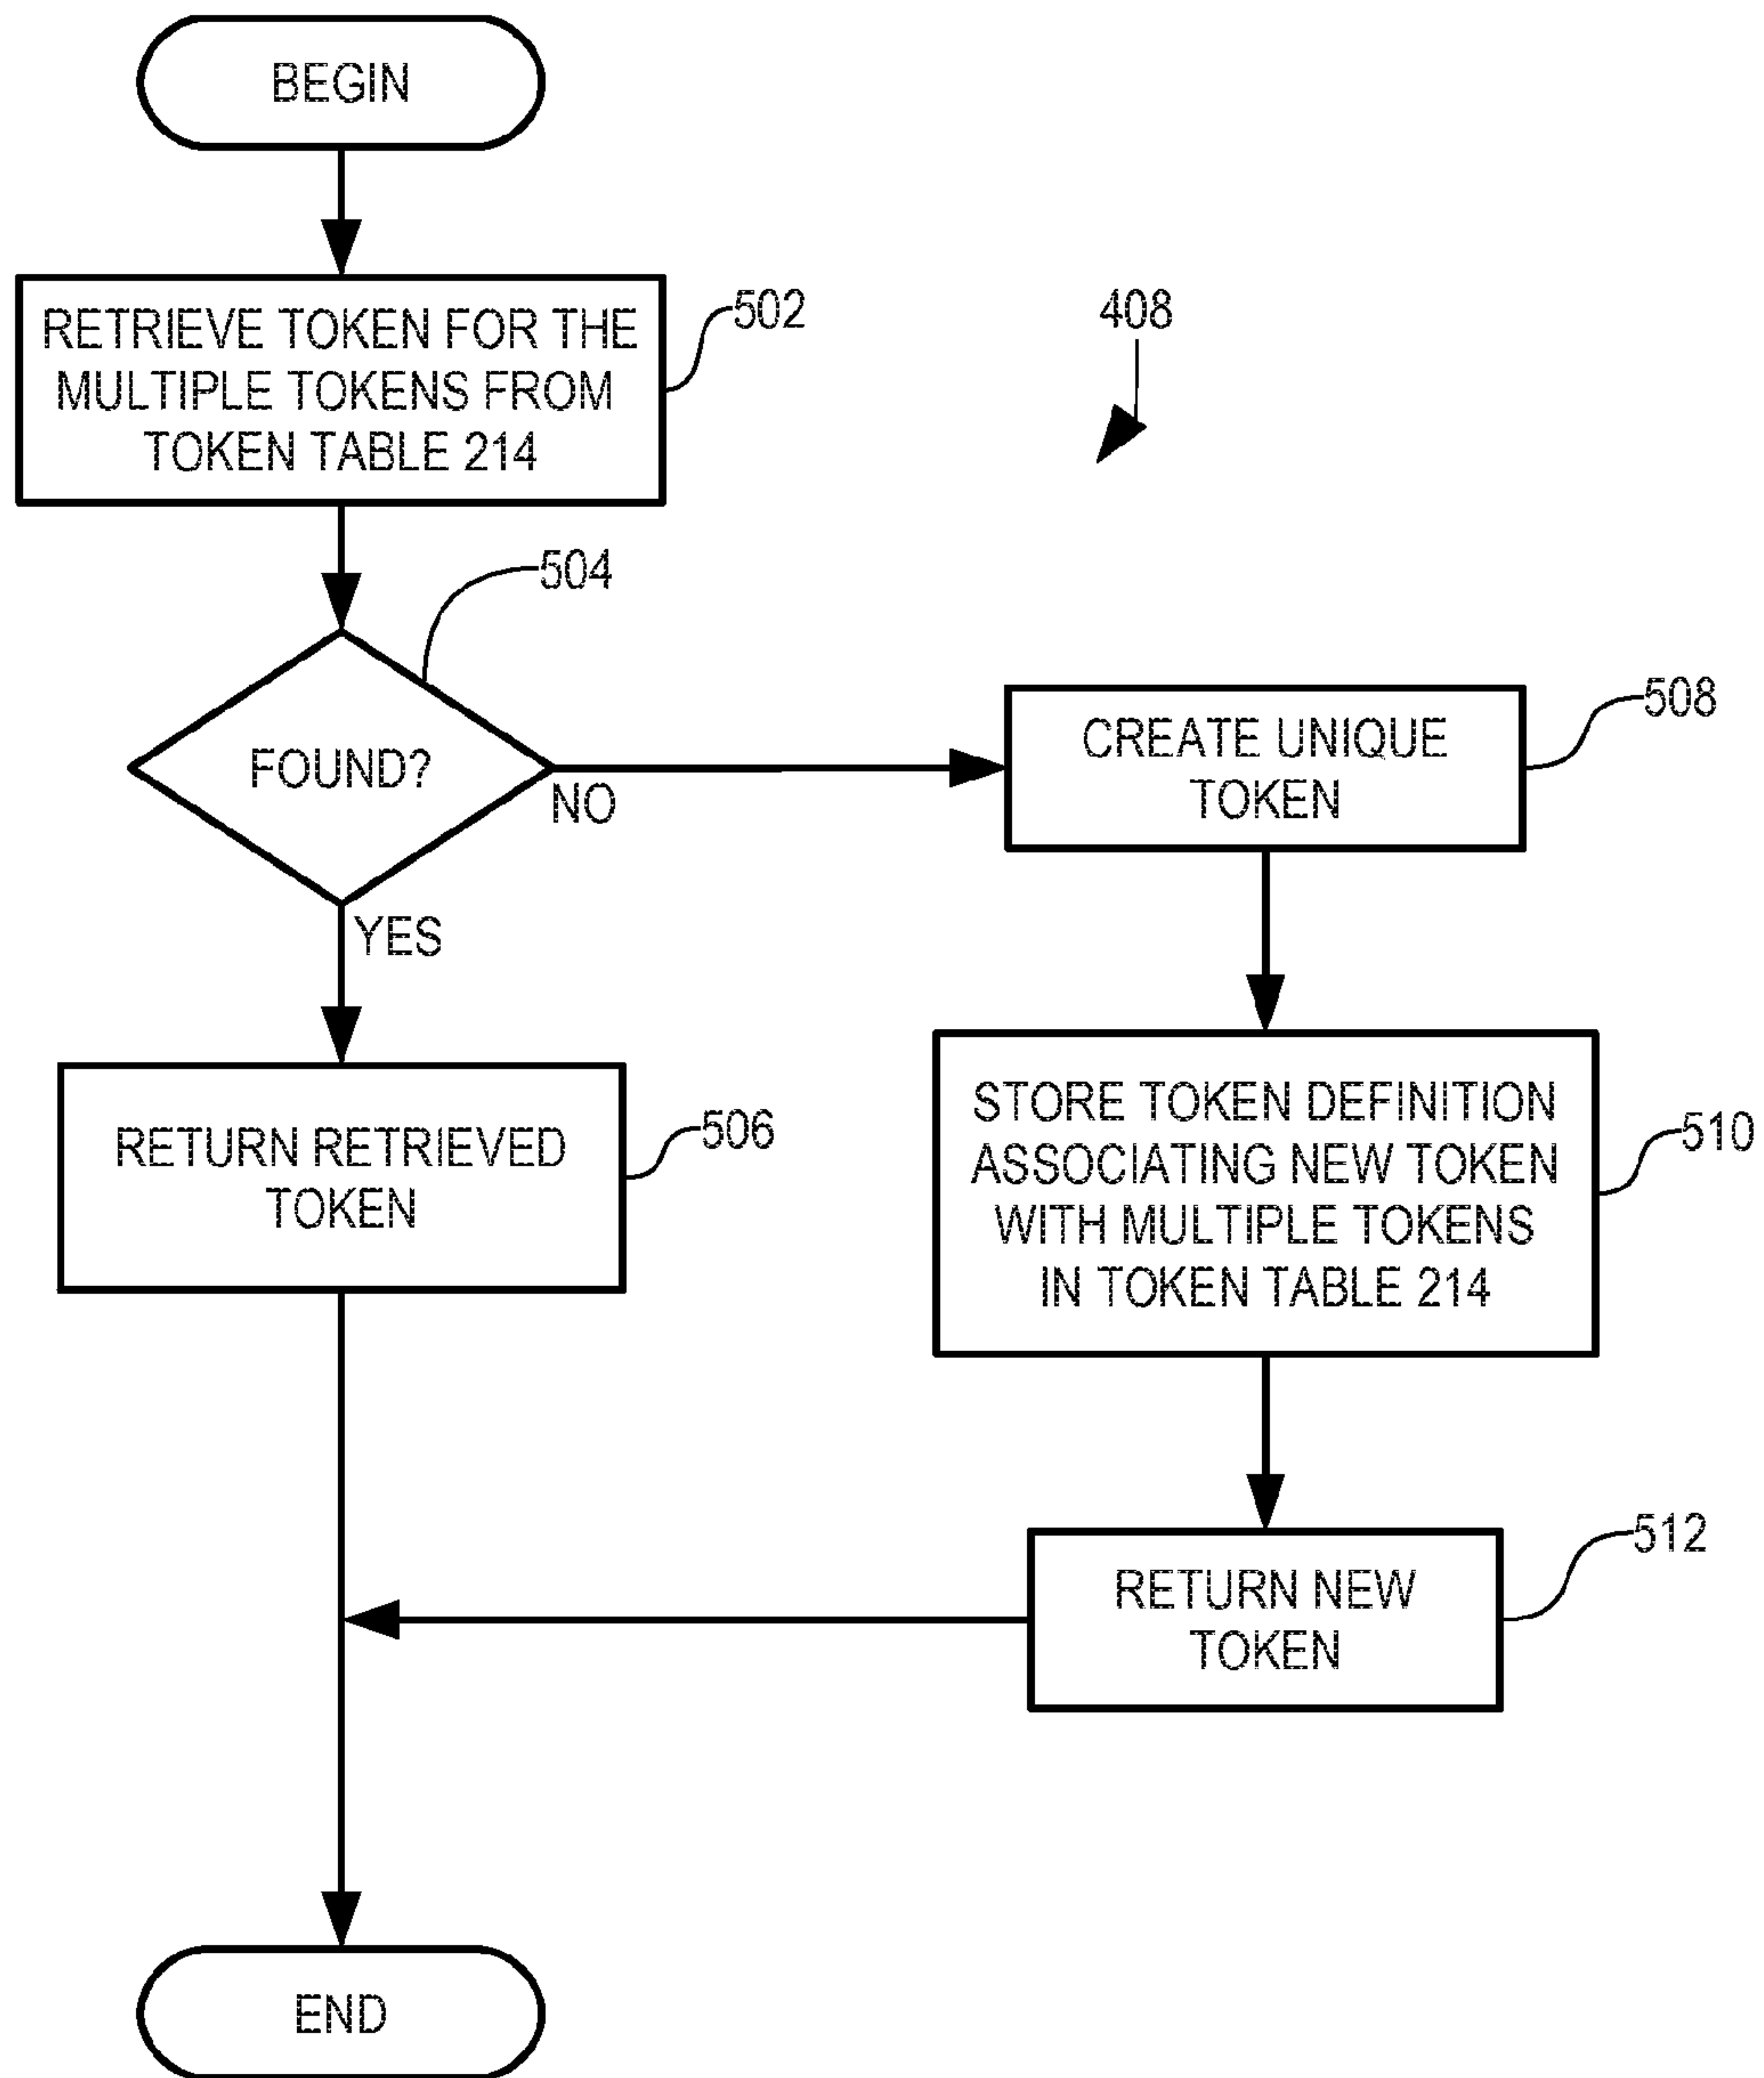 BEGIN
RETRIEVE TOKEN FOR THE
MULTIPLE TOKENS FROM
TOKEN TABLE 214
502
408
504
FOUND?
NO
YES
508
CREATE UNIQUE
TOKEN
RETURN RETRIEVED
TOKEN
506
STORE TOKEN DEFINITION
ASSOCIATING NEW TOKEN
WITH MULTIPLE TOKENS
IN TOKEN TABLE 214
510
RETURN NEW
TOKEN
512
END